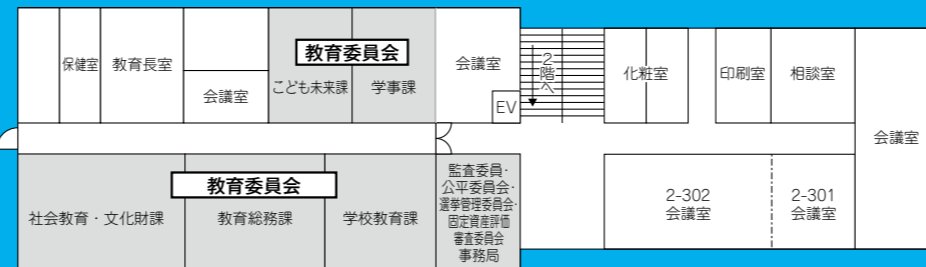 教育委員会
保健室
教育長室
会議室
こども未来課
学事課
会議室
EV
2階へ
化粧室
印刷室
相談室
会議室
教育委員会
社会教育・文化財課
教育総務課
学校教育課
監査委員・
公平委員会・
選挙管理委員会・
固定資産評価
審査委員会
事務局
2-302
会議室
2-301
会議室